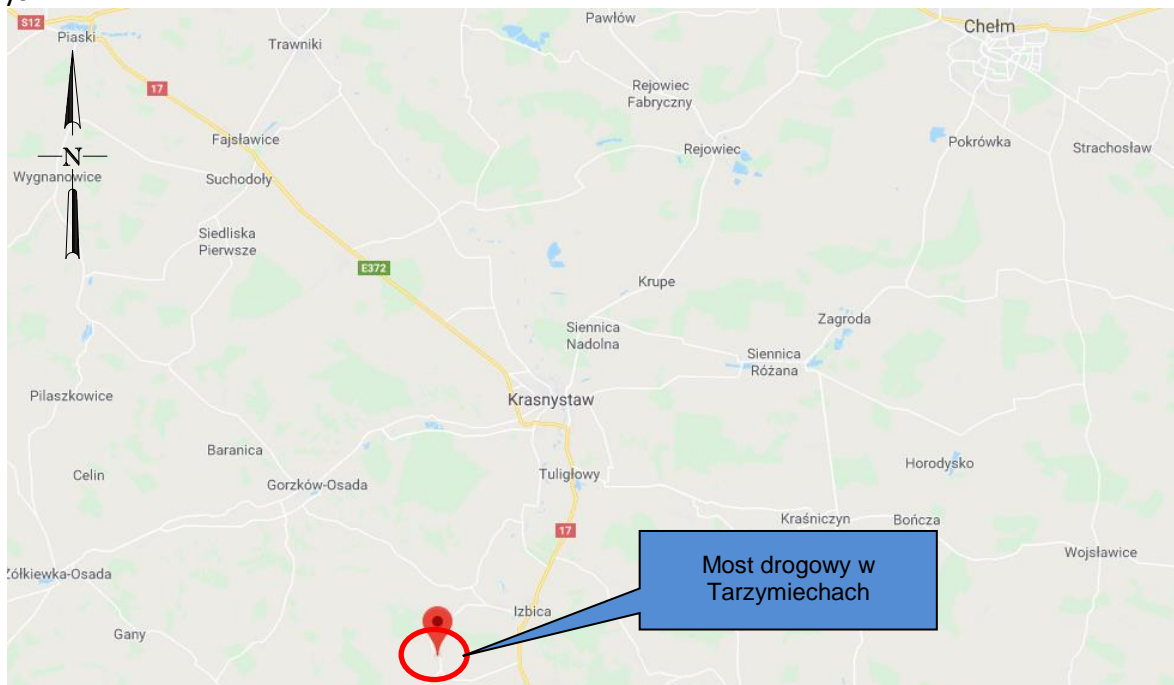 S12
Piaski
Pawłów
Chełm
Trawniki
17
Rejowiec
Fabryczny
Fajsławice
Rejowiec
Pokrówka
Strachosław
N
Wygnanowice
Suchodoły
Siedliska
Pierwsze
E372
Krupe
Siennica
Nadolna
Zagroda
Siennica
Różana
Pilaszkowice
Krasnystaw
Baranica
Celin
Gorzków-Osada
Tuligłowy
Horodysko
17
Kraśniczyn
Bończa
Most drogowy w
Tarzymiechach
Wojsławice
Żółkiewka-Osada
Izbica
Gany